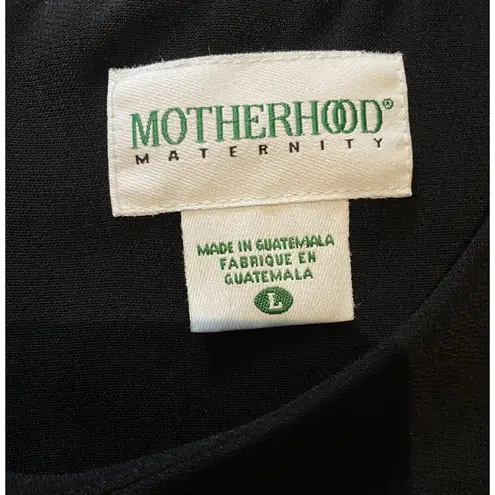 MOTHERHOOD®
MATERNITY
MADE IN GUATEMALA
FABRIQUE EN
GUATEMALA
L